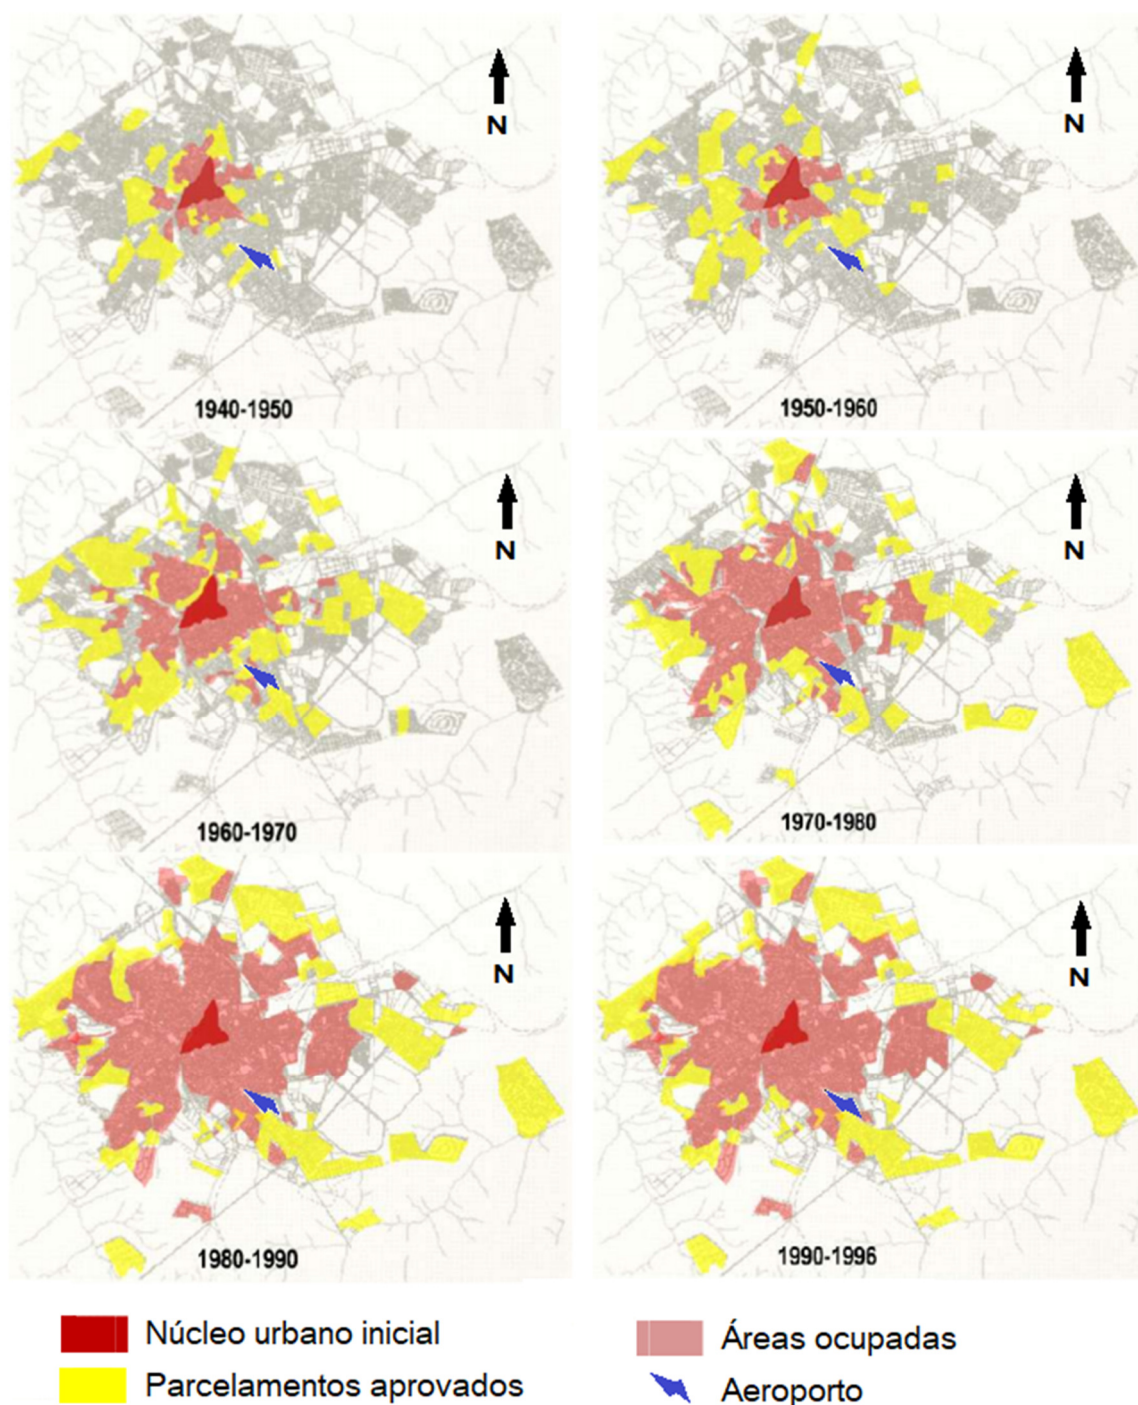 N
N
1940-1950
1950-1960
N
N
1960-1970
1970-1980
N
N
1980-1990
1990-1996
Núcleo urbano inicial
Áreas ocupadas
Parcelamentos aprovados
Aeroporto